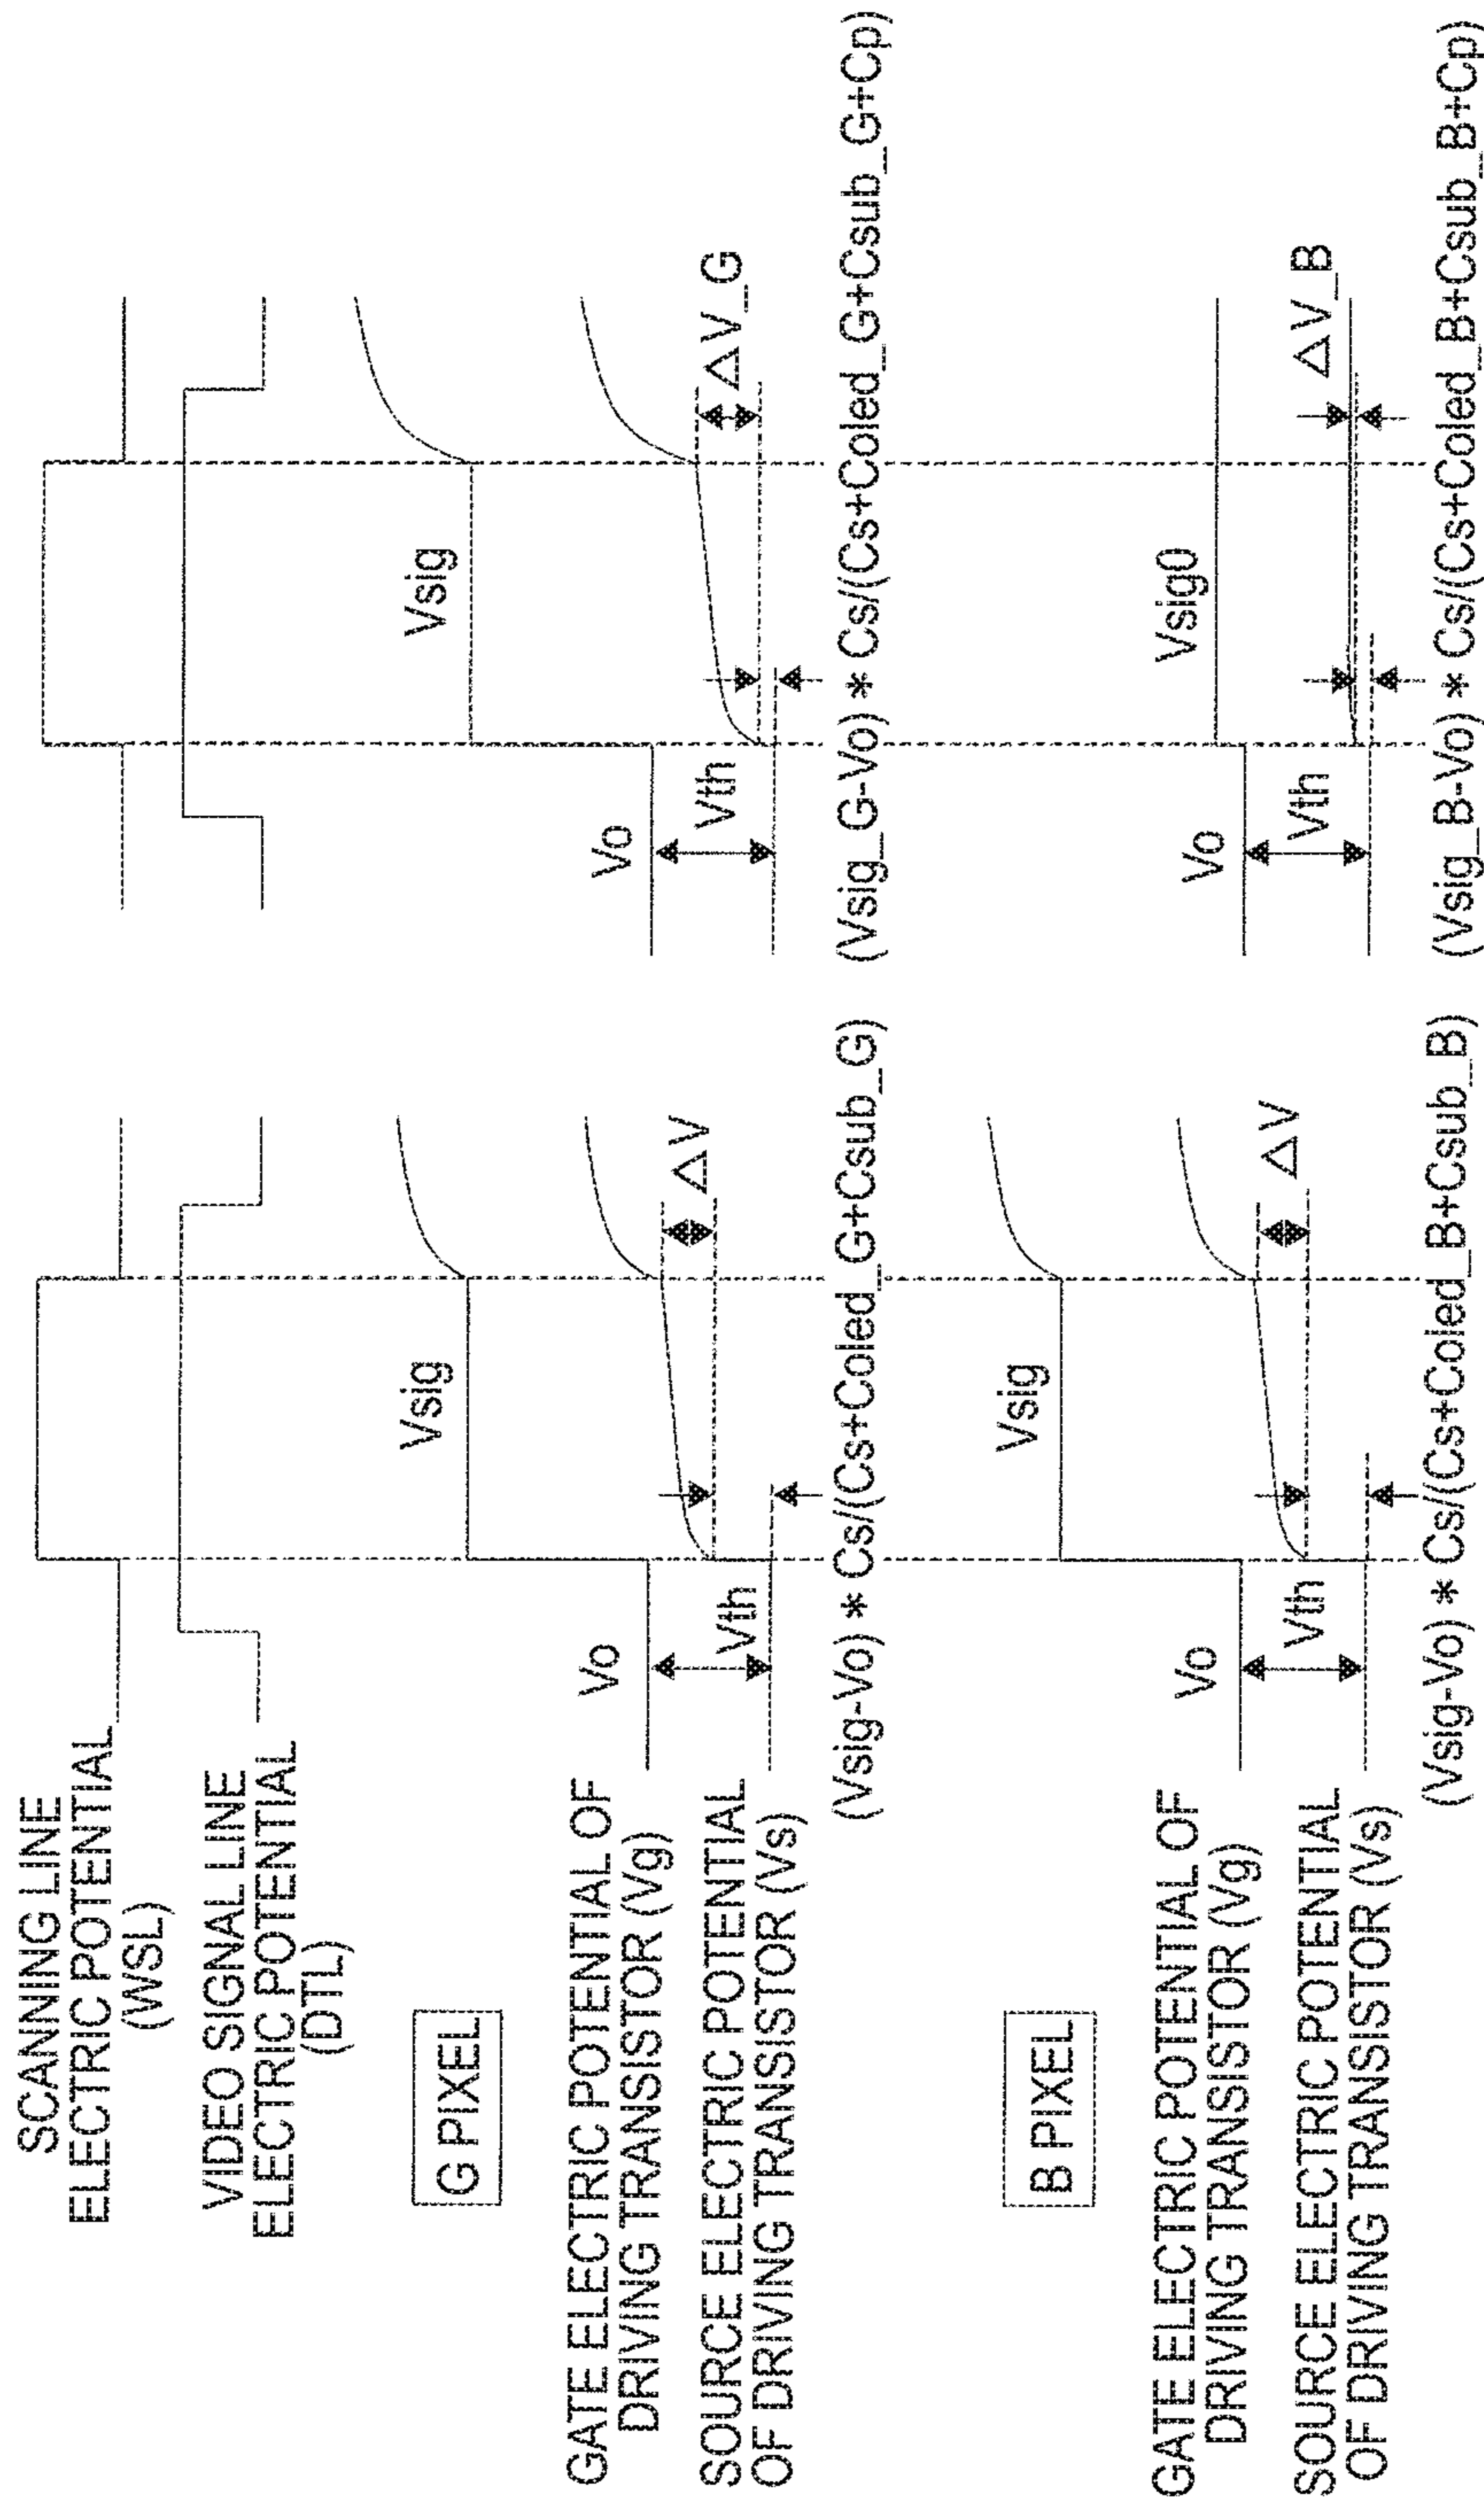 SCANNING LINE
ELECTRIC POTENTIAL
(WSL)
VIDEO SIGNAL LINE
ELECTRIC POTENTIAL
(DTL)
G PIXEL
Vsig
Vsig
GATE ELECTRIC POTENTIAL OF
DRIVING TRANSISTOR (Vg)
Vo
Vo
SOURCE ELECTRIC POTENTIAL
OF DRIVING TRANSISTOR (Vs)
Vth
ΔV
Vth
ΔV_G
(Vsig-Vo) * Cs/(Cs+Coled_G+Csub_G)
(Vsig_G-Vo) * Cs/(Cs+Coled_G+Csub_G+Cp)
B PIXEL
Vsig
Vsig0
GATE ELECTRIC POTENTIAL OF
DRIVING TRANSISTOR (Vg)
Vo
Vo
SOURCE ELECTRIC POTENTIAL
OF DRIVING TRANSISTOR (Vs)
Vth
ΔV
Vth
ΔV_B
(Vsig-Vo) * Cs/(Cs+Coled_B+Csub_B)
(Vsig_B-Vo) * Cs/(Cs+Coled_B+Csub_B+Cp)